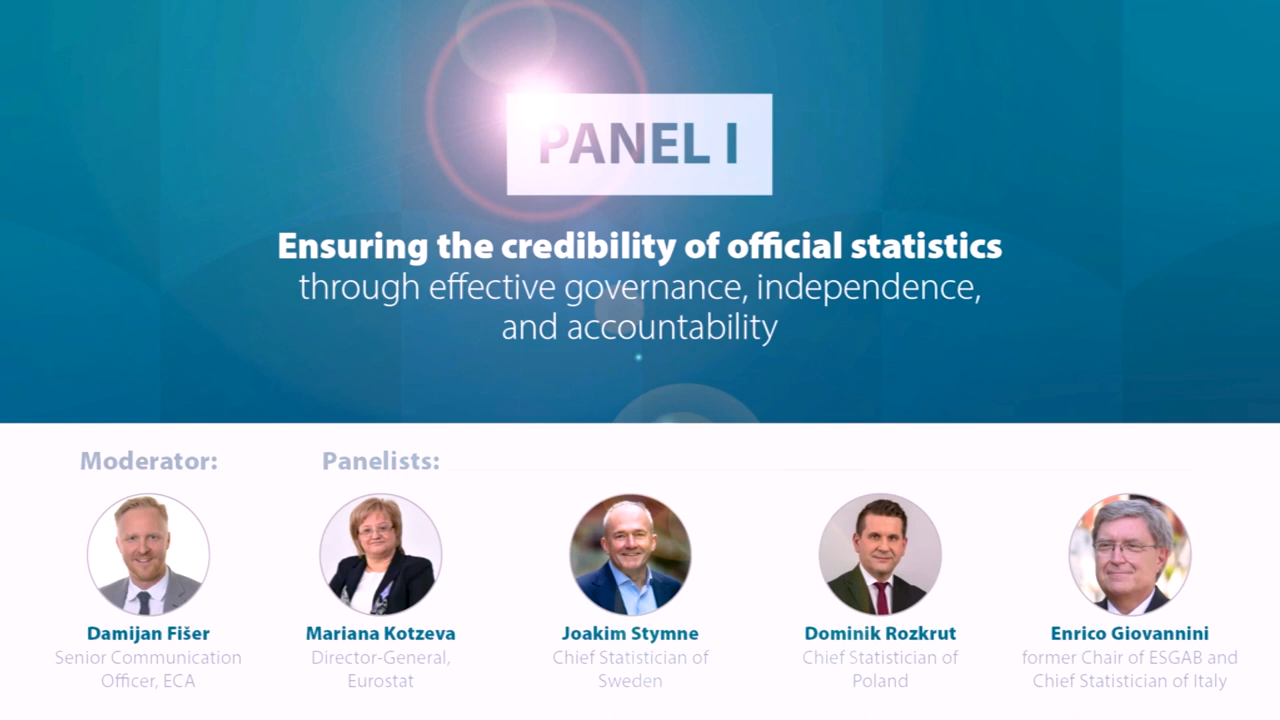 PANEL I
Ensuring the credibility of official statistics
through effective governance, independence,
and accountability
Moderator:
Panelists:
Damijan Fišer
Senior Communication
Officer, ECA
Mariana Kotzeva
Director-General,
Eurostat
Joakim Stymne
Chief Statistician of
Sweden
Dominik Rozkrut
Chief Statistician of
Poland
Enrico Giovannini
former Chair of ESGAB and
Chief Statistician of Italy